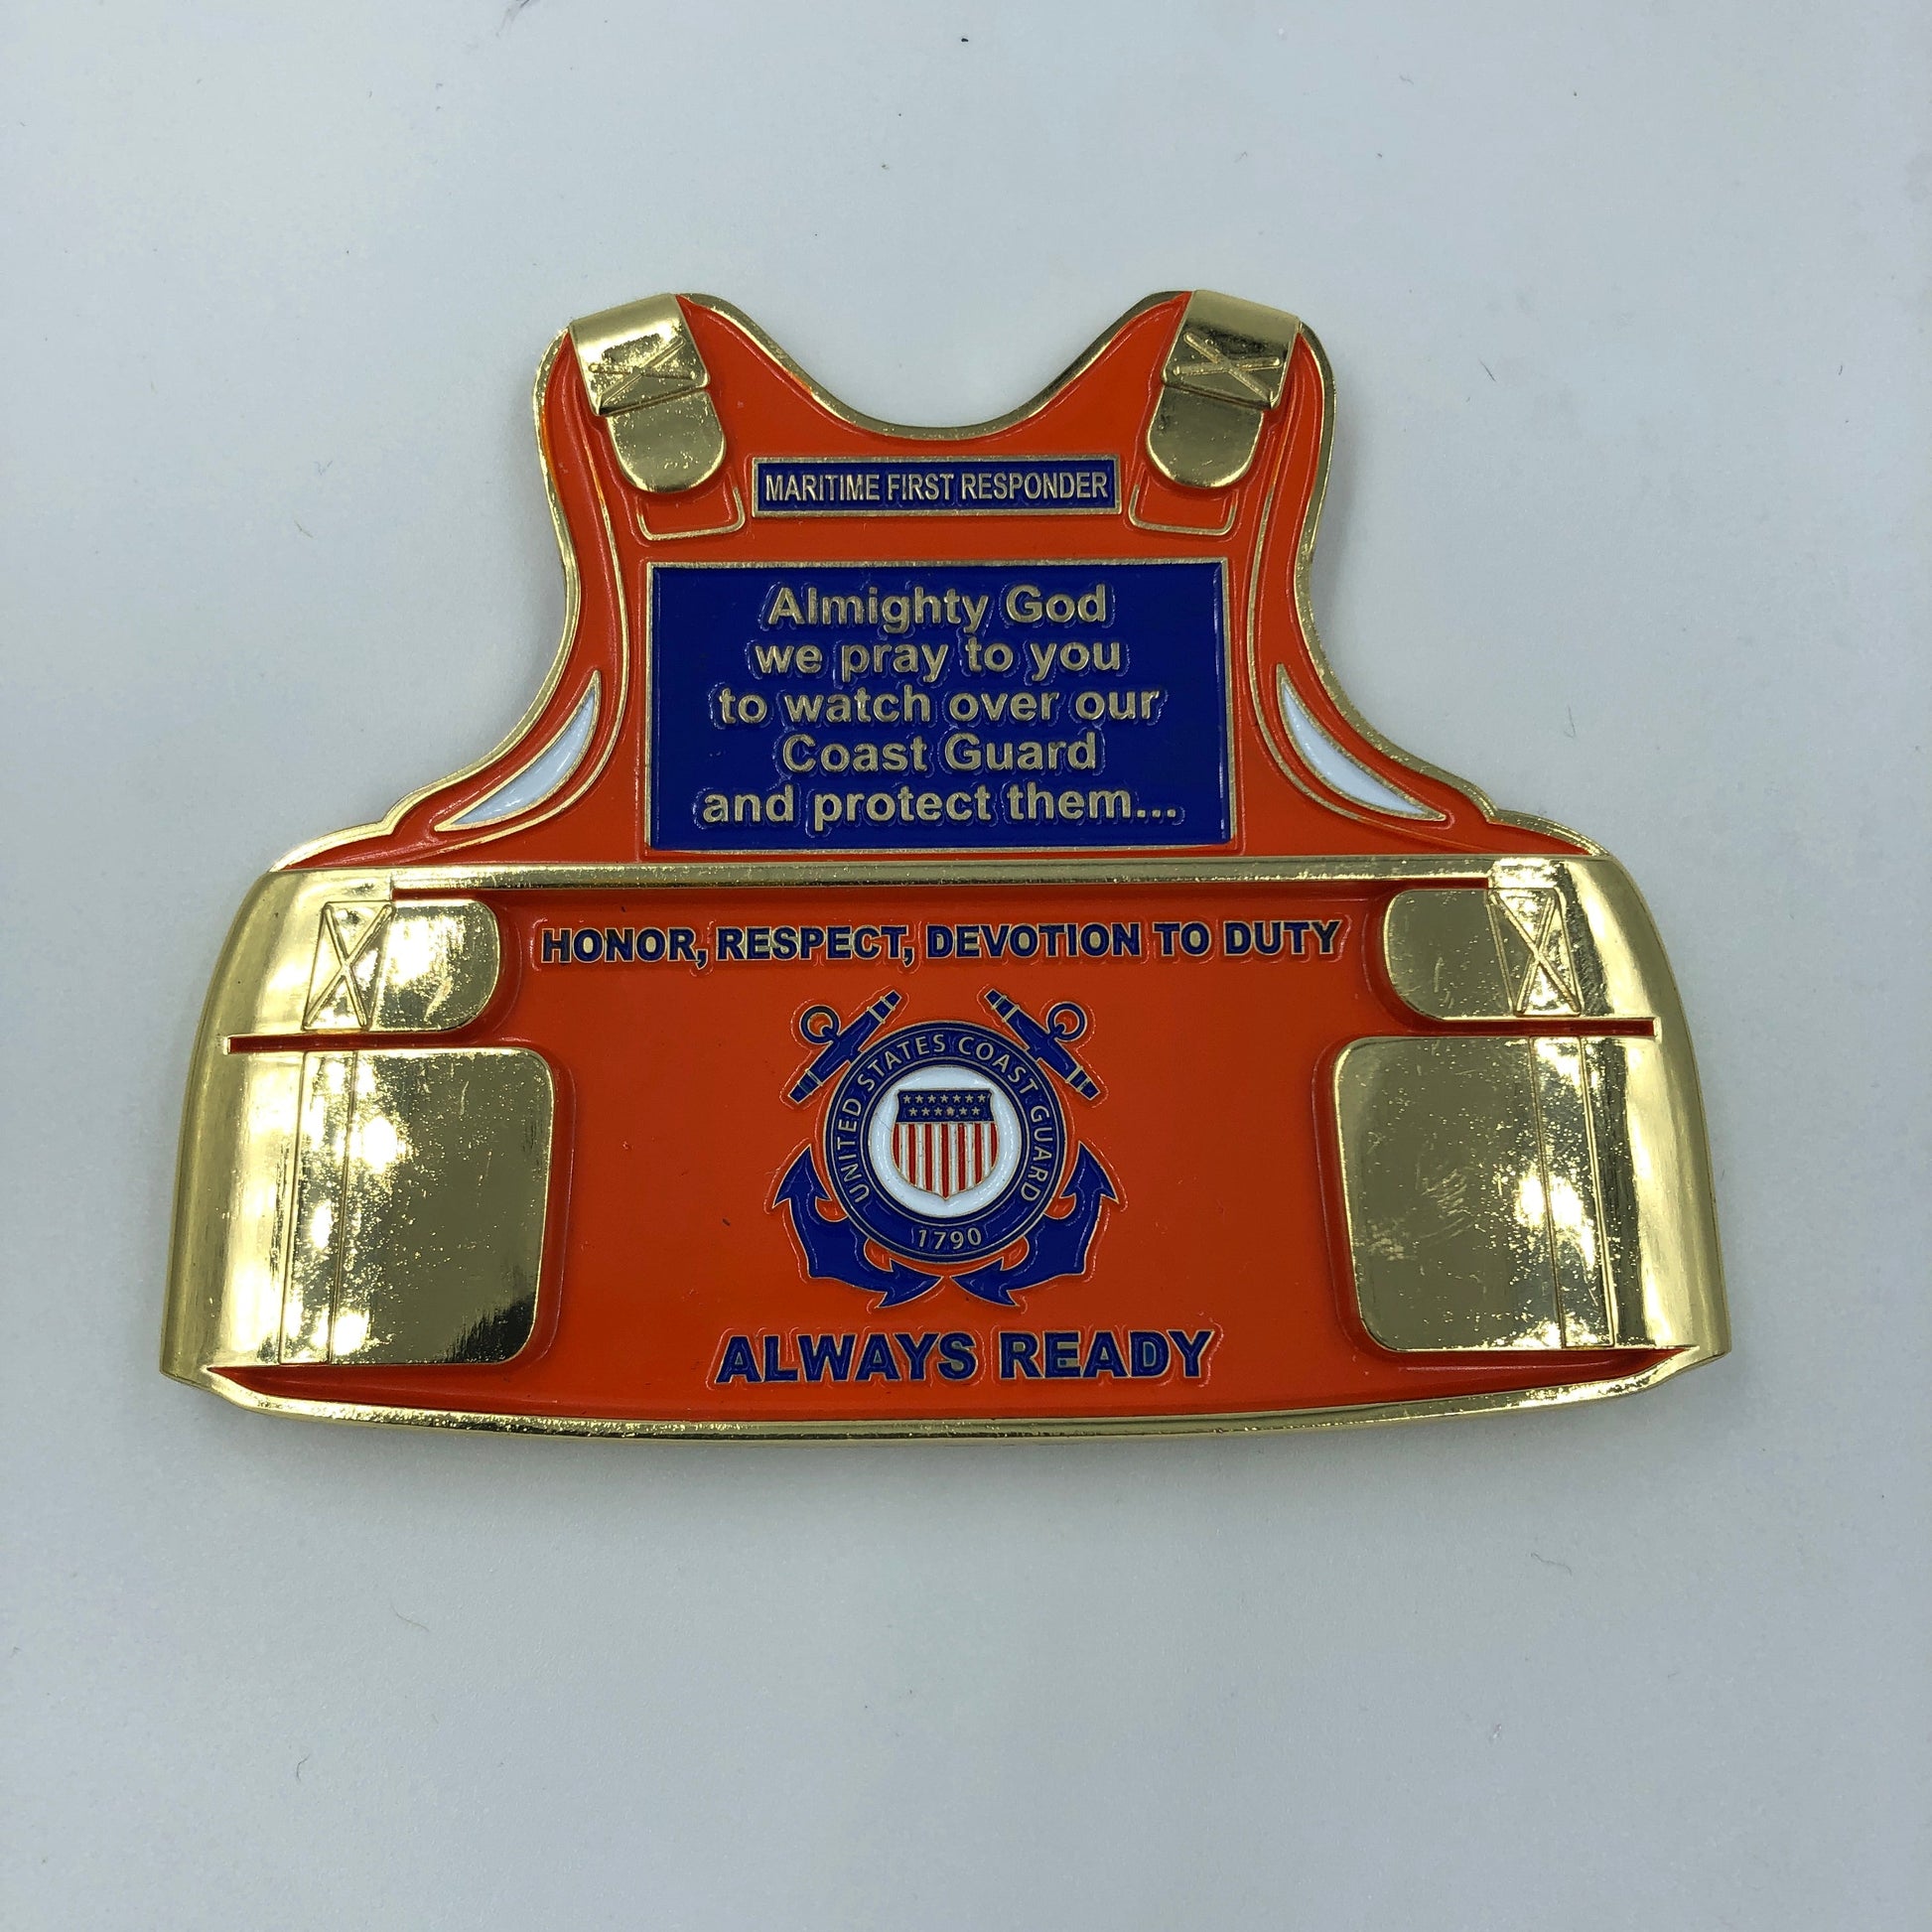 MARITIME FIRST RESPONDER
Almighty God
we pray to you
to watch over our
Coast Guard
and protect them...
HONOR, RESPECT, DEVOTION TO DUTY
UNITED STATES COAST GUARD
1790
ALWAYS READY